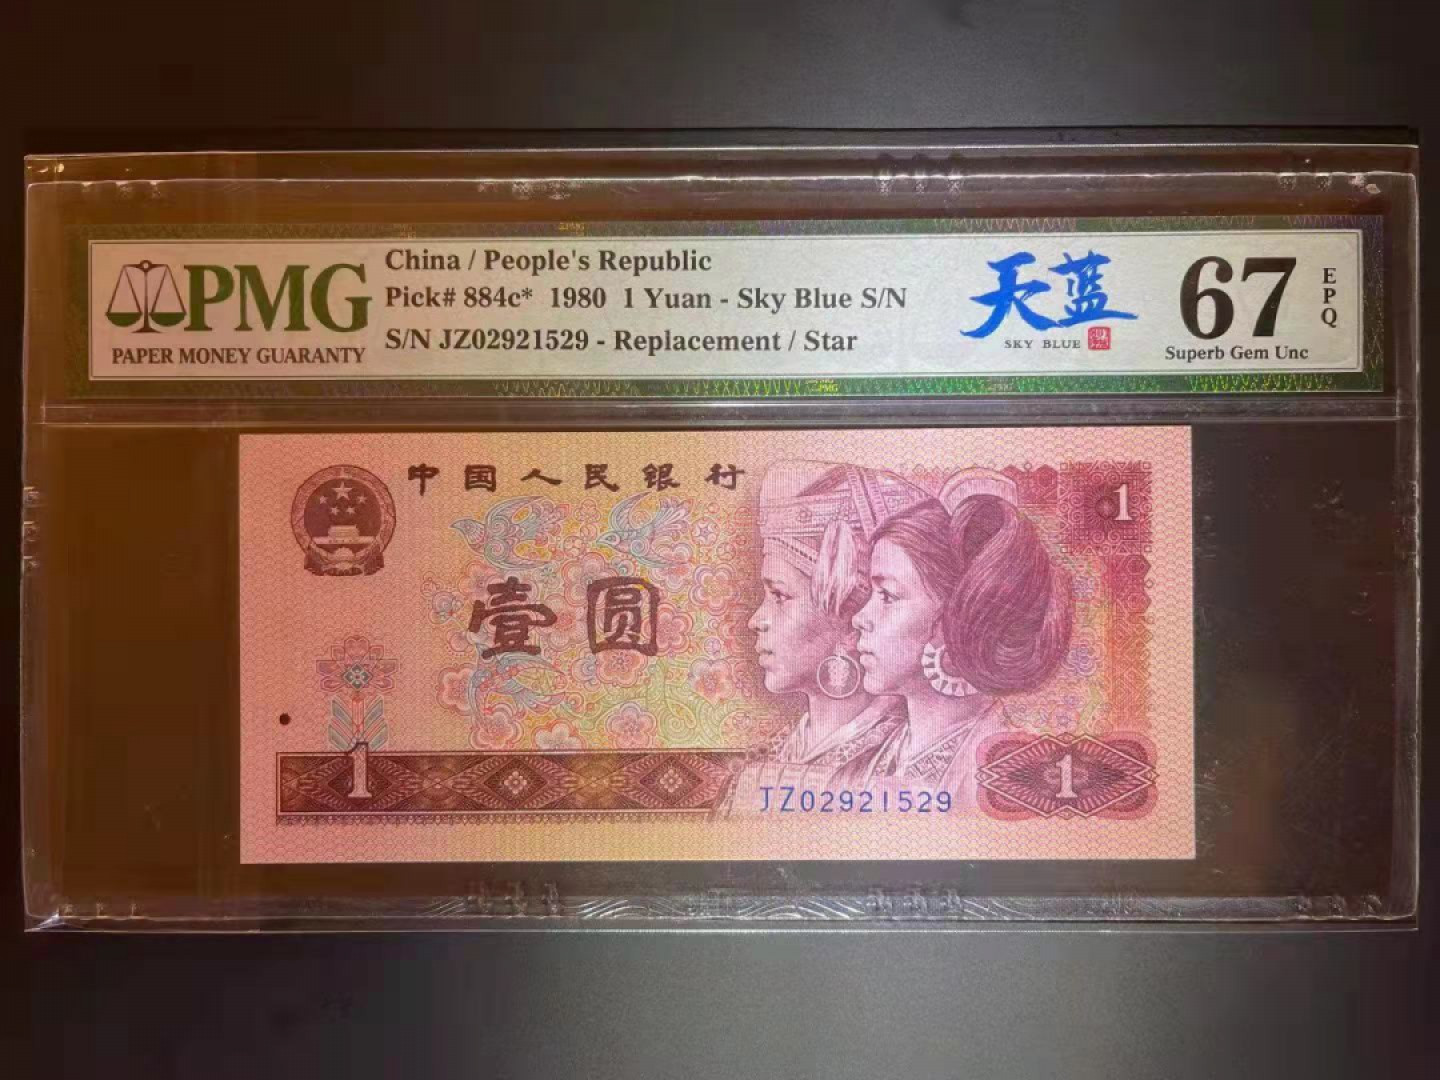 PMG
PAPER MONEY GUARANTY
China / People's Republic
Pick# 884c* 1980 1 Yuan - Sky Blue S/N
S/N JZ02921529 - Replacement / Star
天蓝
SKY BLUE
67
EPQ
Superb Gem Unc
中国人民银行
1
壹圆
1
JZ02921529
1